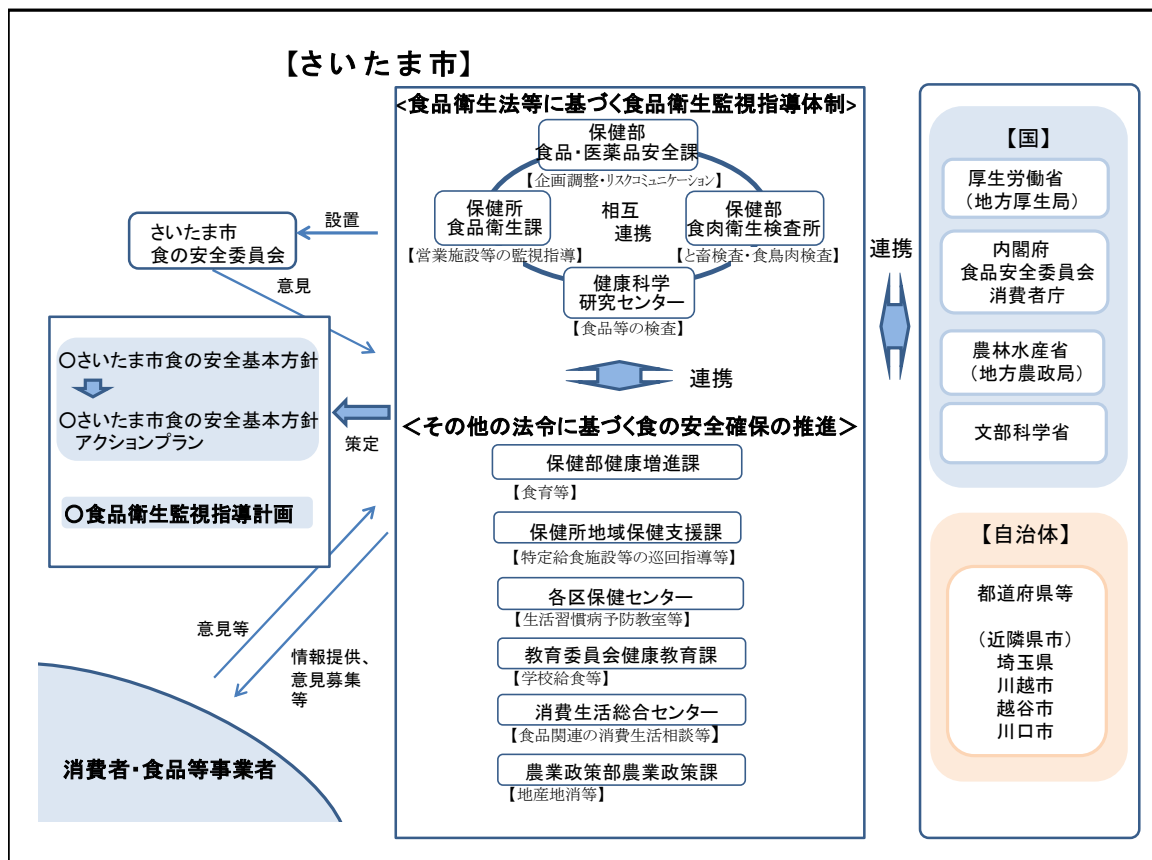 【さいたま市】
<食品衛生法等に基づく食品衛生監視指導体制>
保健部
食品・医薬品安全課
【企画調整・リスクコミュニケーション】
保健所
食品衛生課
【営業施設等の監視指導】
相互
連携
保健部
食肉衛生検査所
【と畜検査・食鳥肉検査】
健康科学
研究センター
【食品等の検査】
連携
<その他の法令に基づく食の安全確保の推進>
保健部健康増進課
【食育等】
保健所地域保健支援課
【特定給食施設等の巡回指導等】
各区保健センター
【生活習慣病予防教室等】
教育委員会健康教育課
【学校給食等】
消費生活総合センター
【食品関連の消費生活相談等】
農業政策部農業政策課
【地産地消等】
設置
さいたま市
食の安全委員会
意見
○さいたま市食の安全基本方針
○さいたま市食の安全基本方針
アクションプラン
策定
○食品衛生監視指導計画
意見等
情報提供、
意見募集
等
消費者・食品等事業者
連携
【国】
厚生労働省
(地方厚生局)
内閣府
食品安全委員会
消費者庁
農林水産省
(地方農政局)
文部科学省
【自治体】
都道府県等
(近隣県市)
埼玉県
川越市
越谷市
川口市